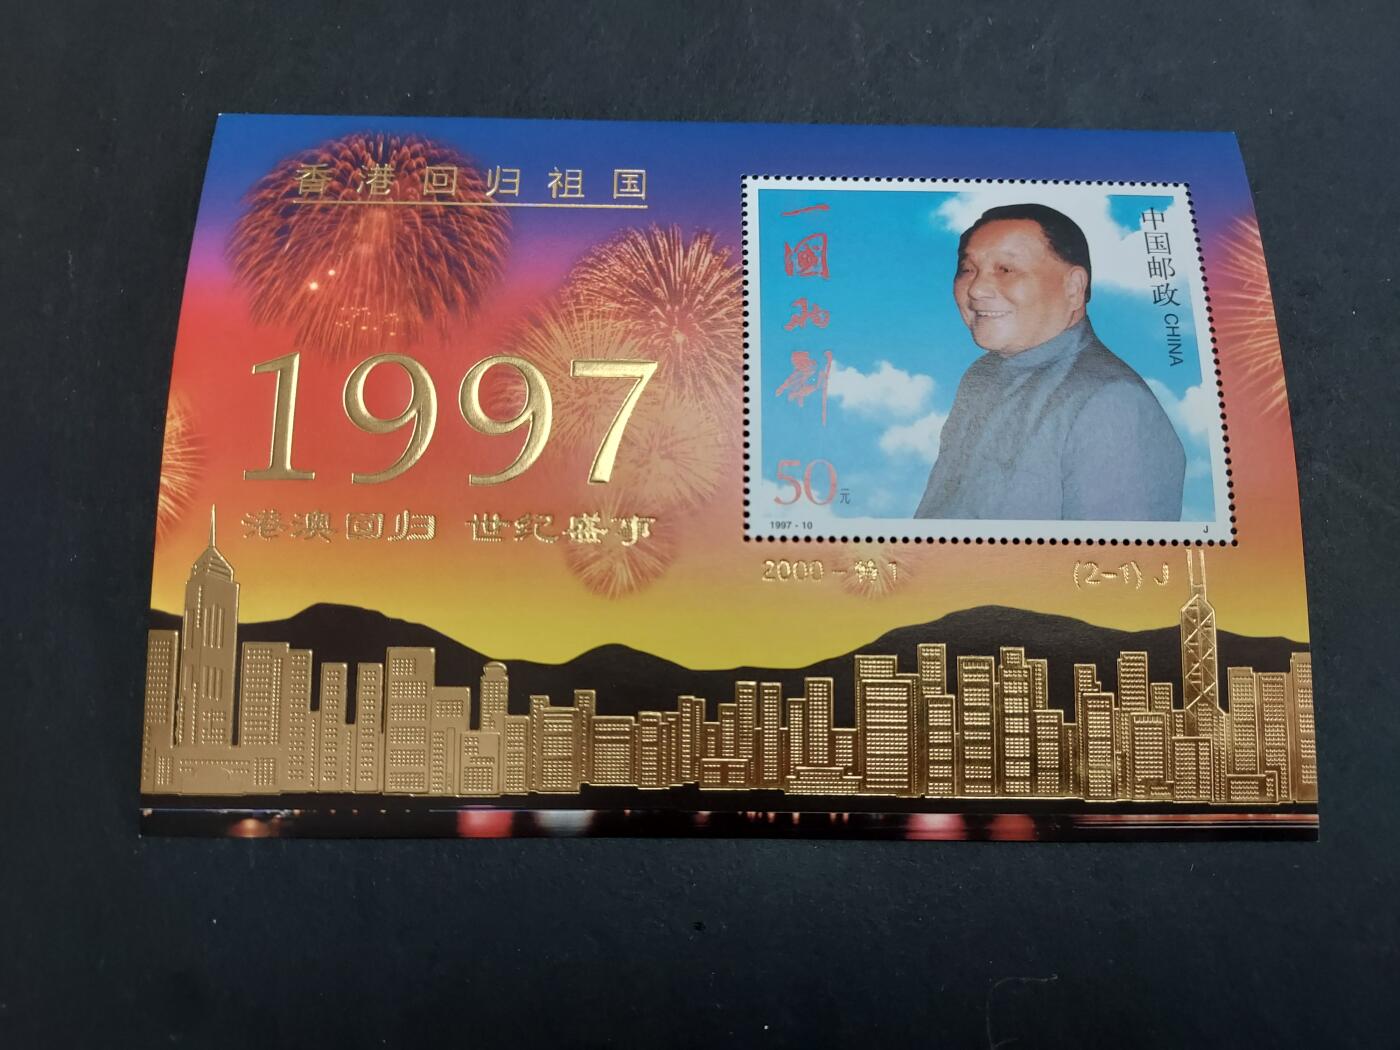 香港回归祖国
1997
港澳回归 世纪盛事
一國两制
中国邮政 CHINA
50元
1997-10
J
2000-特1
(2-1) J